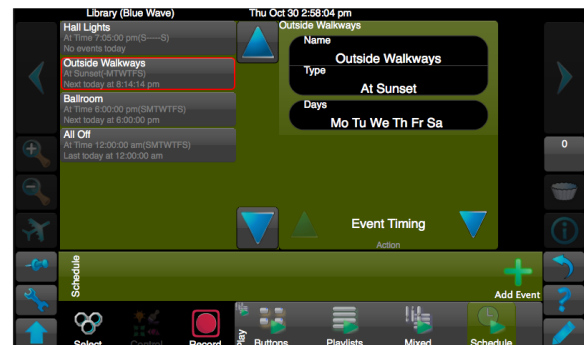 Library (Blue Wave)
Thu Oct 30 2:58:04 pm
Hall Lights
At Time 7:05:00 pm(S-----S)
No events today
Outside Walkways
At Sunset(-MTWTFS)
Next today at 8:14:14 pm
Ballroom
At Time 6:00:00 pm(SMTWTFS)
Next today at 6:00:00 pm
All Off
At Time 12:00:00 am(SMTWTFS)
Last today at 12:00:00 am
Outside Walkways
Name
Outside Walkways
Type
At Sunset
Days
Mo Tu We Th Fr Sa
Event Timing
Action
0
Schedule
Add Event
Select
Control
Record
Play
Buttons
Playlists
Mixed
Schedule